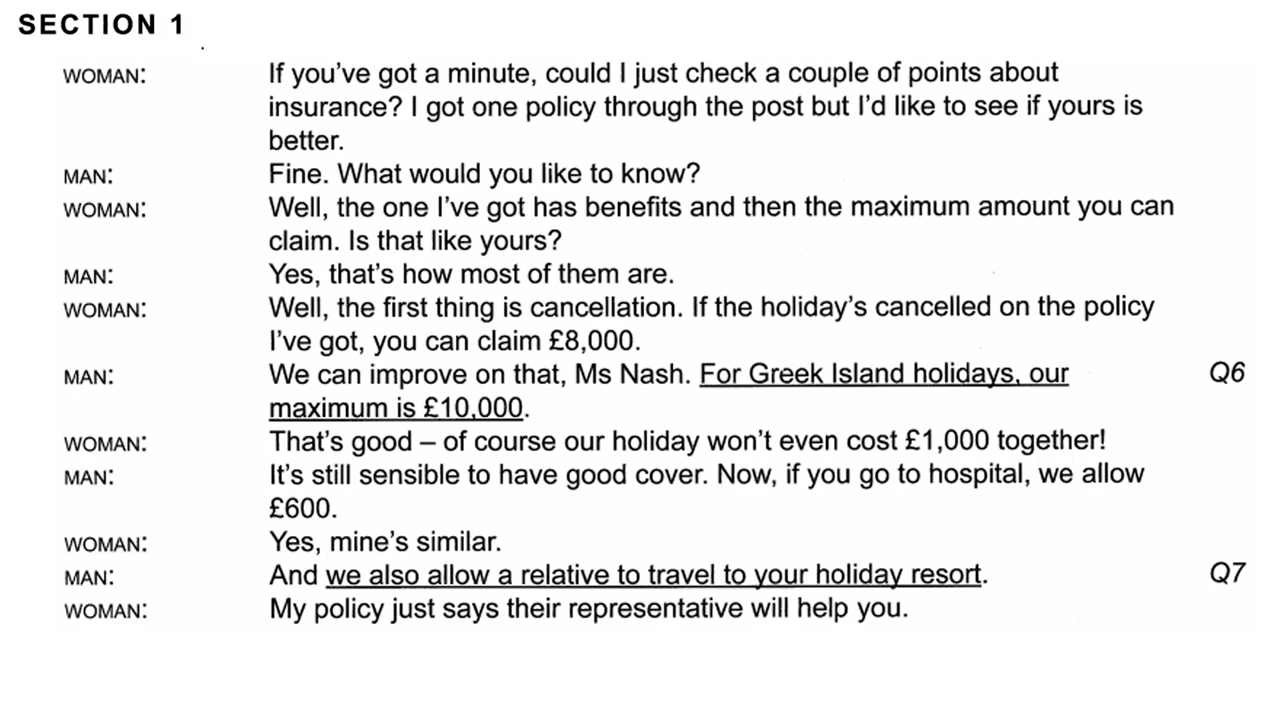 SECTION 1
WOMAN: If you've got a minute, could I just check a couple of points about
insurance? I got one policy through the post but I'd like to see if yours is
better.
MAN: Fine. What would you like to know?
WOMAN: Well, the one I've got has benefits and then the maximum amount you can
claim. Is that like yours?
MAN: Yes, that's how most of them are.
WOMAN: Well, the first thing is cancellation. If the holiday's cancelled on the policy
I've got, you can claim £8,000.
MAN: We can improve on that, Ms Nash. For Greek Island holidays, our Q6
maximum is £10,000.
WOMAN: That's good – of course our holiday won't even cost £1,000 together!
MAN: It's still sensible to have good cover. Now, if you go to hospital, we allow
£600.
WOMAN: Yes, mine's similar.
MAN: And we also allow a relative to travel to your holiday resort. Q7
WOMAN: My policy just says their representative will help you.